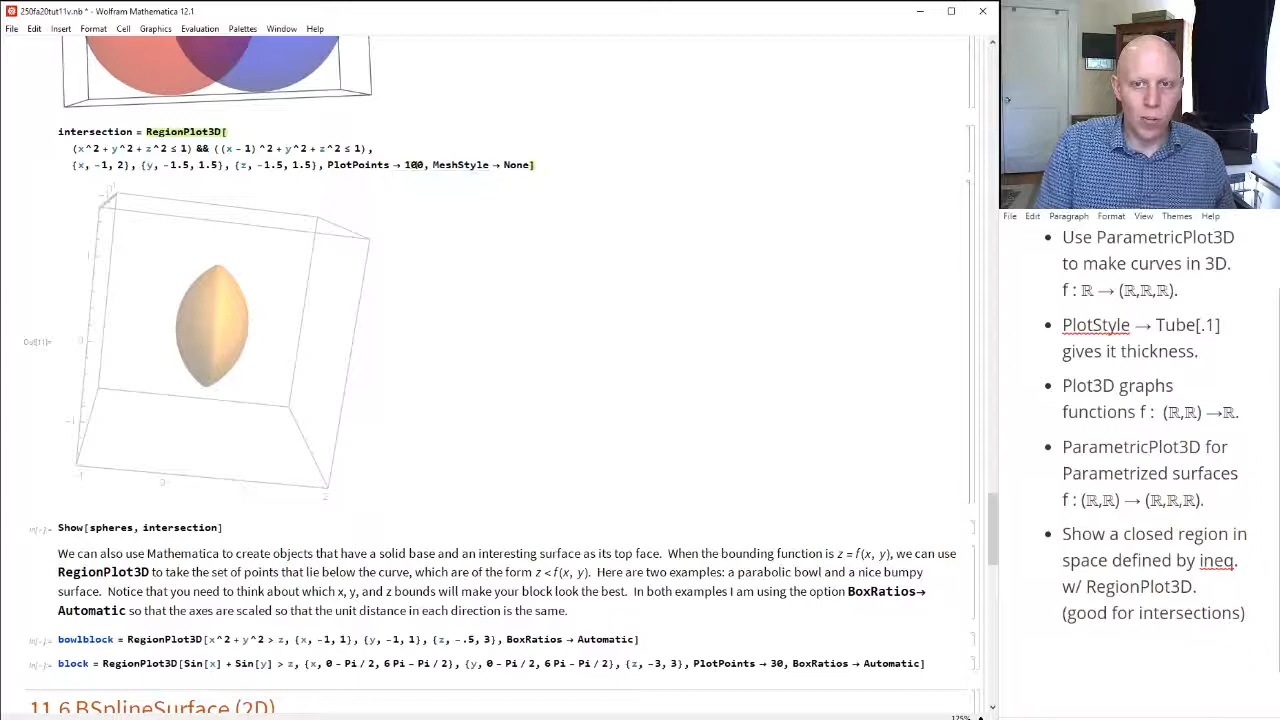 250fa20tut11v.nb * - Wolfram Mathematica 12.1
File Edit Insert Format Cell Graphics Evaluation Palettes Window Help
intersection = RegionPlot3D[
(x^2 + y^2 + z^2 ≤ 1) && ((x - 1)^2 + y^2 + z^2 ≤ 1),
{x, -1, 2}, {y, -1.5, 1.5}, {z, -1.5, 1.5}, PlotPoints → 100, MeshStyle → None]
Out[11]=
Show[spheres, intersection]
We can also use Mathematica to create objects that have a solid base and an interesting surface as its top face. When the bounding function is z = f(x, y), we can use
RegionPlot3D to take the set of points that lie below the curve, which are of the form z < f(x, y). Here are two examples: a parabolic bowl and a nice bumpy
surface. Notice that you need to think about which x, y, and z bounds will make your block look the best. In both examples I am using the option BoxRatios→
Automatic so that the axes are scaled so that the unit distance in each direction is the same.
bowlblock = RegionPlot3D[x^2 + y^2 > z, {x, -1, 1}, {y, -1, 1}, {z, -.5, 3}, BoxRatios → Automatic]
block = RegionPlot3D[Sin[x] + Sin[y] > z, {x, 0 - Pi / 2, 6 Pi - Pi / 2}, {y, 0 - Pi / 2, 6 Pi - Pi / 2}, {z, -3, 3}, PlotPoints → 30, BoxRatios → Automatic]
11.6 BSplineSurface (2D)
125%
File Edit Paragraph Format View Themes Help
• Use ParametricPlot3D
to make curves in 3D.
f : ℝ → (ℝ,ℝ,ℝ).
• PlotStyle → Tube[.1]
gives it thickness.
• Plot3D graphs
functions f : (ℝ,ℝ) →ℝ.
• ParametricPlot3D for
Parametrized surfaces
f : (ℝ,ℝ) → (ℝ,ℝ,ℝ).
• Show a closed region in
space defined by ineq.
w/ RegionPlot3D.
(good for intersections)